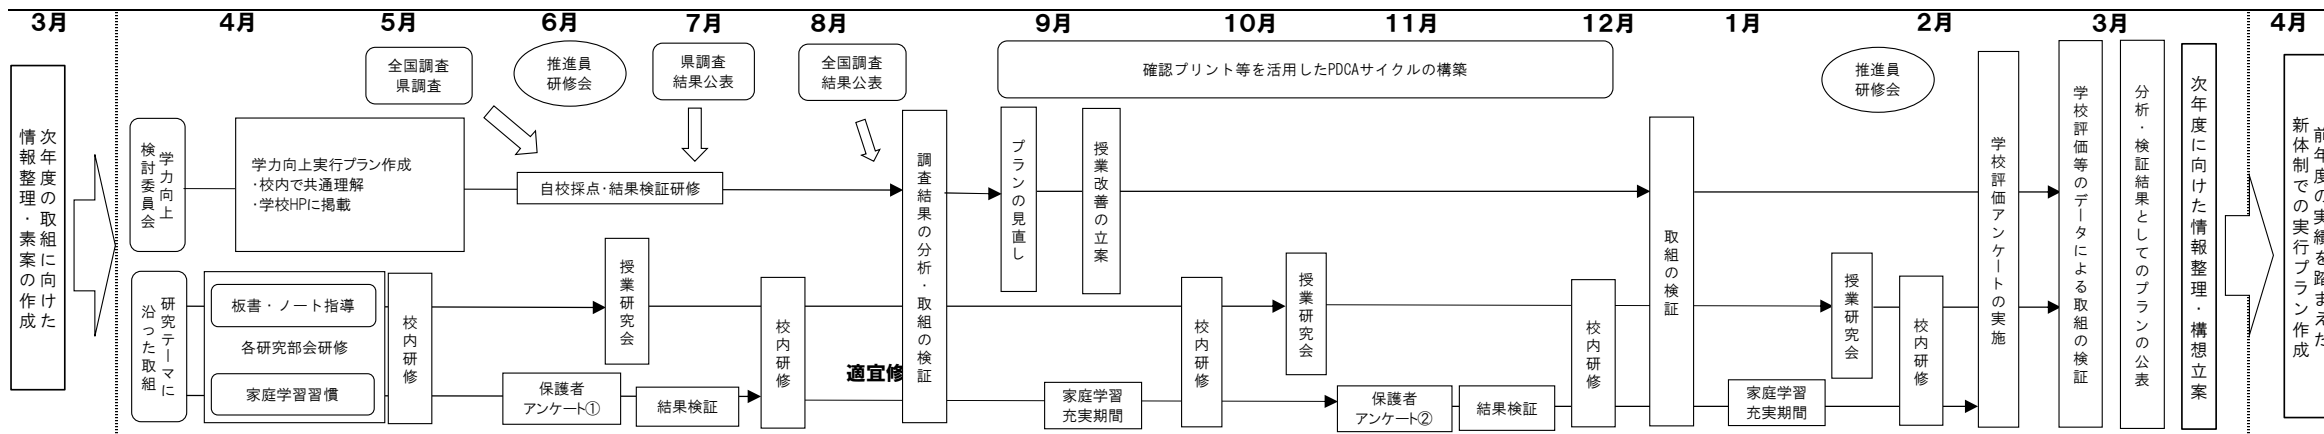 3月
4月
5月
6月
7月
8月
9月
10月
11月
12月
1月
2月
3月
4月
全国調査
県調査
推進員
研修会
県調査
結果公表
全国調査
結果公表
確認プリント等を活用したPDCAサイクルの構築
推進員
研修会
次年度の取組に向けた
情報整理・素案の作成
学力向上
検討委員会
学力向上実行プラン作成
・校内で共通理解
・学校HPに掲載
自校採点・結果検証研修
調査結果の分析・取組の検証
プランの見直し
授業改善の立案
取組の検証
学校評価アンケートの実施
学校評価等のデータによる取組の検証
分析・検証結果としてのプランの公表
次年度に向けた情報整理・構想立案
前年度の実績を踏まえた
新体制での実行プラン作成
研究テーマに
沿った取組
板書・ノート指導
各研究部会研修
家庭学習習慣
校内研修
授業研究会
保護者
アンケート①
結果検証
校内研修
適宜修
家庭学習
充実期間
校内研修
授業研究会
保護者
アンケート②
結果検証
校内研修
家庭学習
充実期間
授業研究会
校内研修